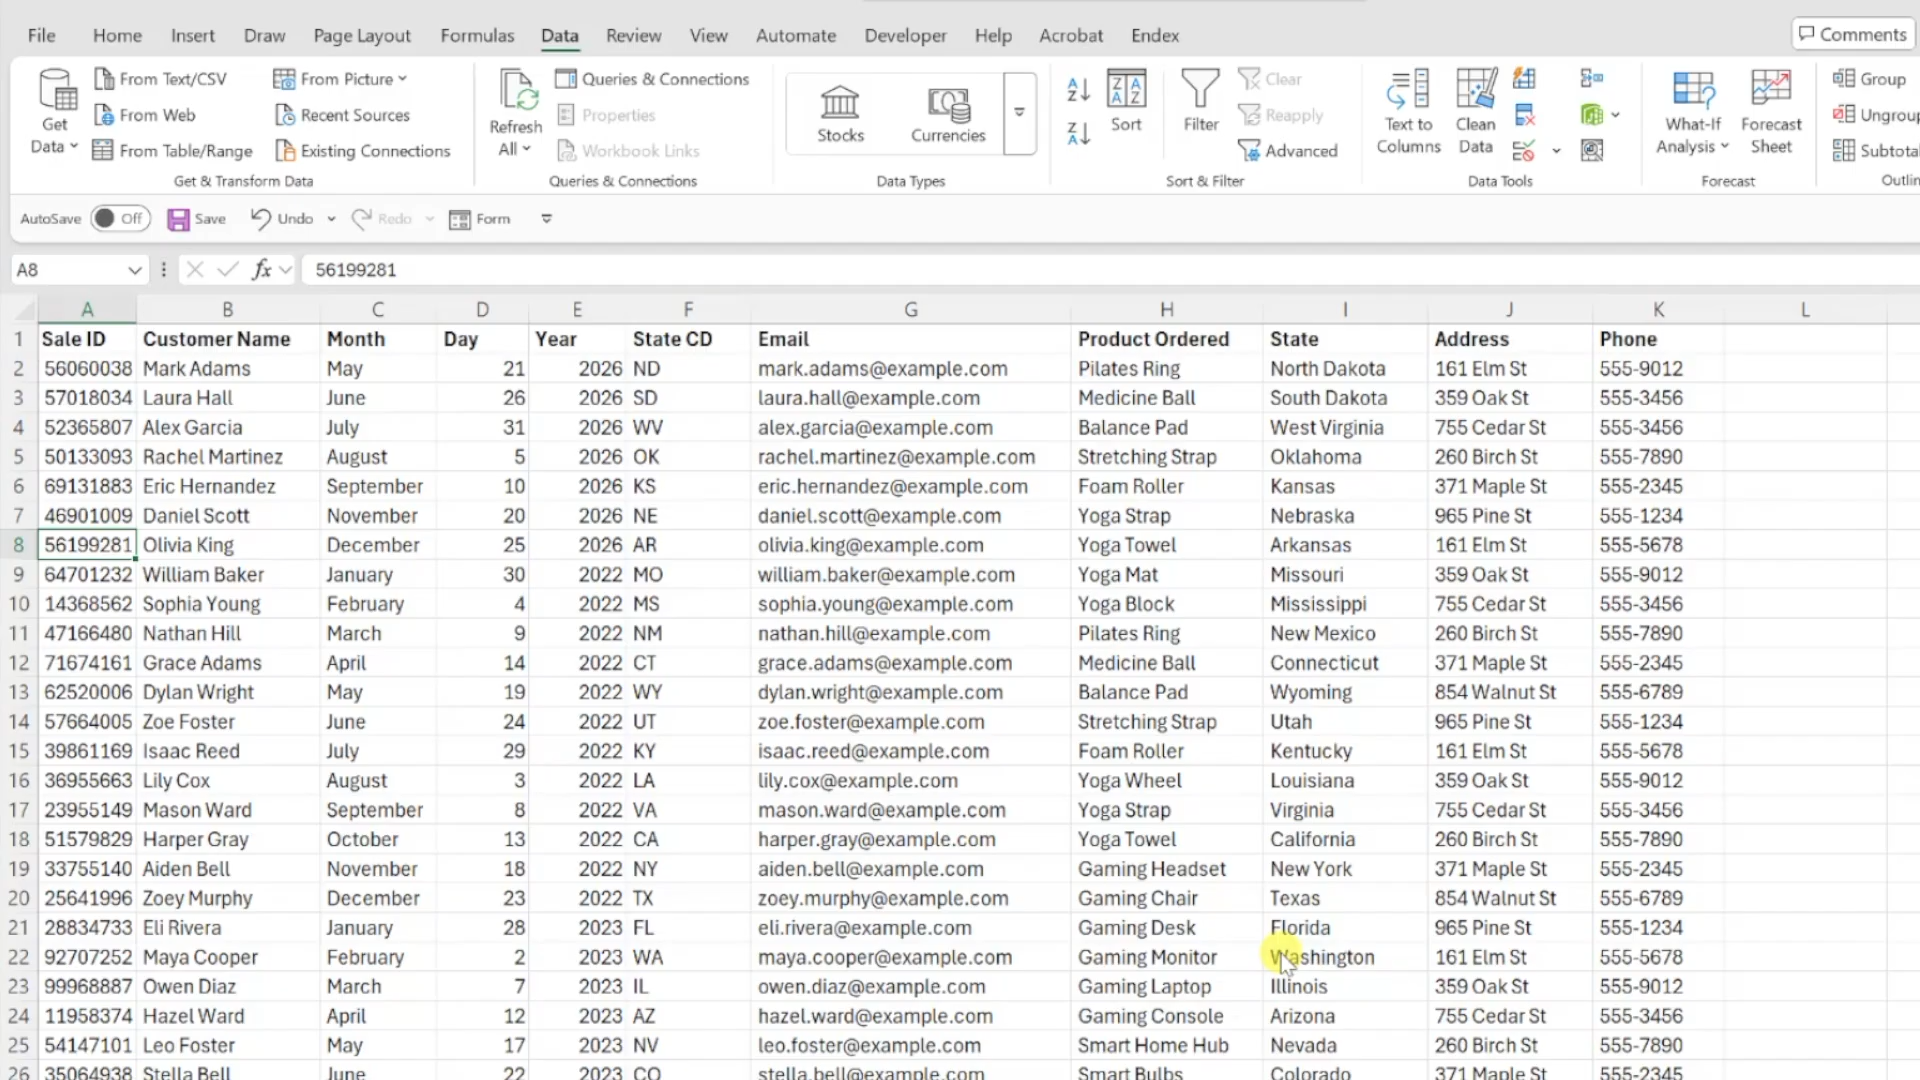 File Home Insert Draw Page Layout Formulas Data Review View Automate Developer Help Acrobat Endex Comments
Get Data
From Text/CSV
From Web
From Table/Range
From Picture
Recent Sources
Existing Connections
Get & Transform Data
Refresh All
Queries & Connections
Properties
Workbook Links
Queries & Connections
Stocks
Currencies
Data Types
Sort
Filter
Clear
Reapply
Advanced
Sort & Filter
Text to Columns
Clean Data
Data Tools
What-If Analysis
Forecast Sheet
Forecast
Group
Ungroup
Subtotal
Outlin
AutoSave Off Save Undo Redo Form
A8 fx 56199281
A B C D E F G H I J K L
1 Sale ID Customer Name Month Day Year State CD Email Product Ordered State Address Phone
2 56060038 Mark Adams May 21 2026 ND mark.adams@example.com Pilates Ring North Dakota 161 Elm St 555-9012
3 57018034 Laura Hall June 26 2026 SD laura.hall@example.com Medicine Ball South Dakota 359 Oak St 555-3456
4 52365807 Alex Garcia July 31 2026 WV alex.garcia@example.com Balance Pad West Virginia 755 Cedar St 555-3456
5 50133093 Rachel Martinez August 5 2026 OK rachel.martinez@example.com Stretching Strap Oklahoma 260 Birch St 555-7890
6 69131883 Eric Hernandez September 10 2026 KS eric.hernandez@example.com Foam Roller Kansas 371 Maple St 555-2345
7 46901009 Daniel Scott November 20 2026 NE daniel.scott@example.com Yoga Strap Nebraska 965 Pine St 555-1234
8 56199281 Olivia King December 25 2026 AR olivia.king@example.com Yoga Towel Arkansas 161 Elm St 555-5678
9 64701232 William Baker January 30 2022 MO william.baker@example.com Yoga Mat Missouri 359 Oak St 555-9012
10 14368562 Sophia Young February 4 2022 MS sophia.young@example.com Yoga Block Mississippi 755 Cedar St 555-3456
11 47166480 Nathan Hill March 9 2022 NM nathan.hill@example.com Pilates Ring New Mexico 260 Birch St 555-7890
12 71674161 Grace Adams April 14 2022 CT grace.adams@example.com Medicine Ball Connecticut 371 Maple St 555-2345
13 62520006 Dylan Wright May 19 2022 WY dylan.wright@example.com Balance Pad Wyoming 854 Walnut St 555-6789
14 57664005 Zoe Foster June 24 2022 UT zoe.foster@example.com Stretching Strap Utah 965 Pine St 555-1234
15 39861169 Isaac Reed July 29 2022 KY isaac.reed@example.com Foam Roller Kentucky 161 Elm St 555-5678
16 36955663 Lily Cox August 3 2022 LA lily.cox@example.com Yoga Wheel Louisiana 359 Oak St 555-9012
17 23955149 Mason Ward September 8 2022 VA mason.ward@example.com Yoga Strap Virginia 755 Cedar St 555-3456
18 51579829 Harper Gray October 13 2022 CA harper.gray@example.com Yoga Towel California 260 Birch St 555-7890
19 33755140 Aiden Bell November 18 2022 NY aiden.bell@example.com Gaming Headset New York 371 Maple St 555-2345
20 25641996 Zoey Murphy December 23 2022 TX zoey.murphy@example.com Gaming Chair Texas 854 Walnut St 555-6789
21 28834733 Eli Rivera January 28 2023 FL eli.rivera@example.com Gaming Desk Florida 965 Pine St 555-1234
22 92707252 Maya Cooper February 2 2023 WA maya.cooper@example.com Gaming Monitor Washington 161 Elm St 555-5678
23 99968887 Owen Diaz March 7 2023 IL owen.diaz@example.com Gaming Laptop Illinois 359 Oak St 555-9012
24 11958374 Hazel Ward April 12 2023 AZ hazel.ward@example.com Gaming Console Arizona 755 Cedar St 555-3456
25 54147101 Leo Foster May 17 2023 NV leo.foster@example.com Smart Home Hub Nevada 260 Birch St 555-7890
26 35064938 Stella Bell June 22 2023 CO stella.bell@example.com Smart Bulbs Colorado 371 Maple St 555-2345